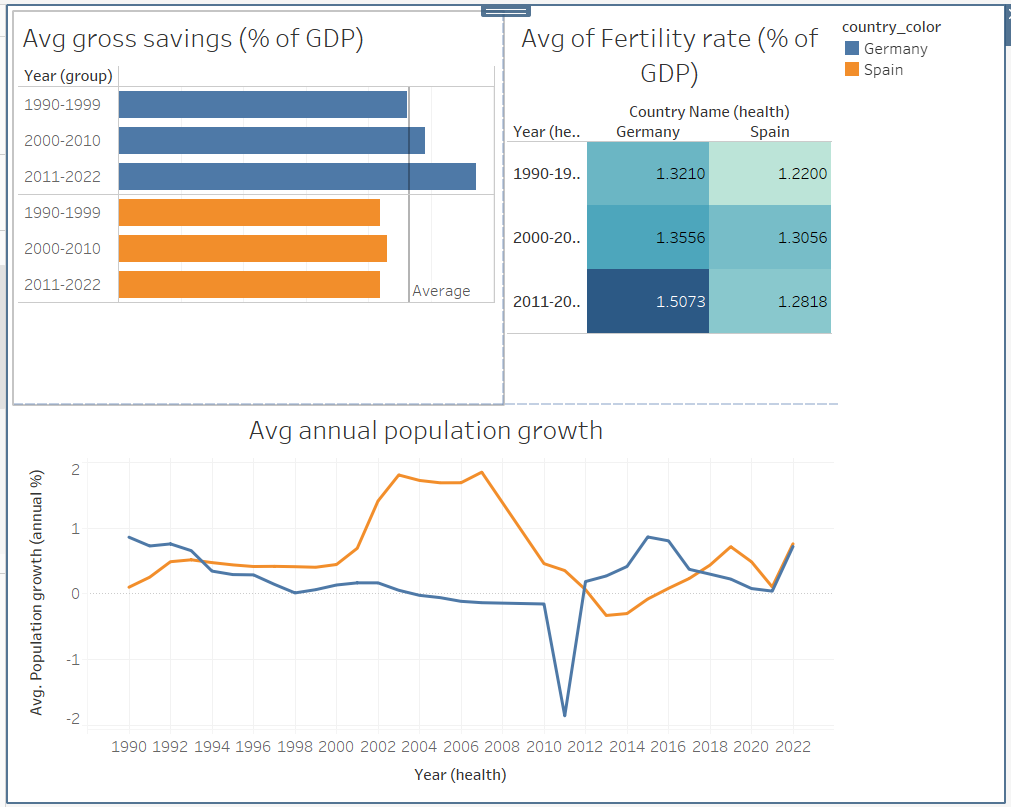 Avg gross savings (% of GDP)
Year (group)
1990-1999
2000-2010
2011-2022
1990-1999
2000-2010
2011-2022
Average
Avg of Fertility rate (% of
GDP)
Country Name (health)
Year (he.. Germany Spain
1990-19.. 1.3210 1.2200
2000-20.. 1.3556 1.3056
2011-20.. 1.5073 1.2818
country_color
Germany
Spain
Avg annual population growth
Avg. Population growth (annual %)
2
1
0
-1
-2
1990 1992 1994 1996 1998 2000 2002 2004 2006 2008 2010 2012 2014 2016 2018 2020 2022
Year (health)